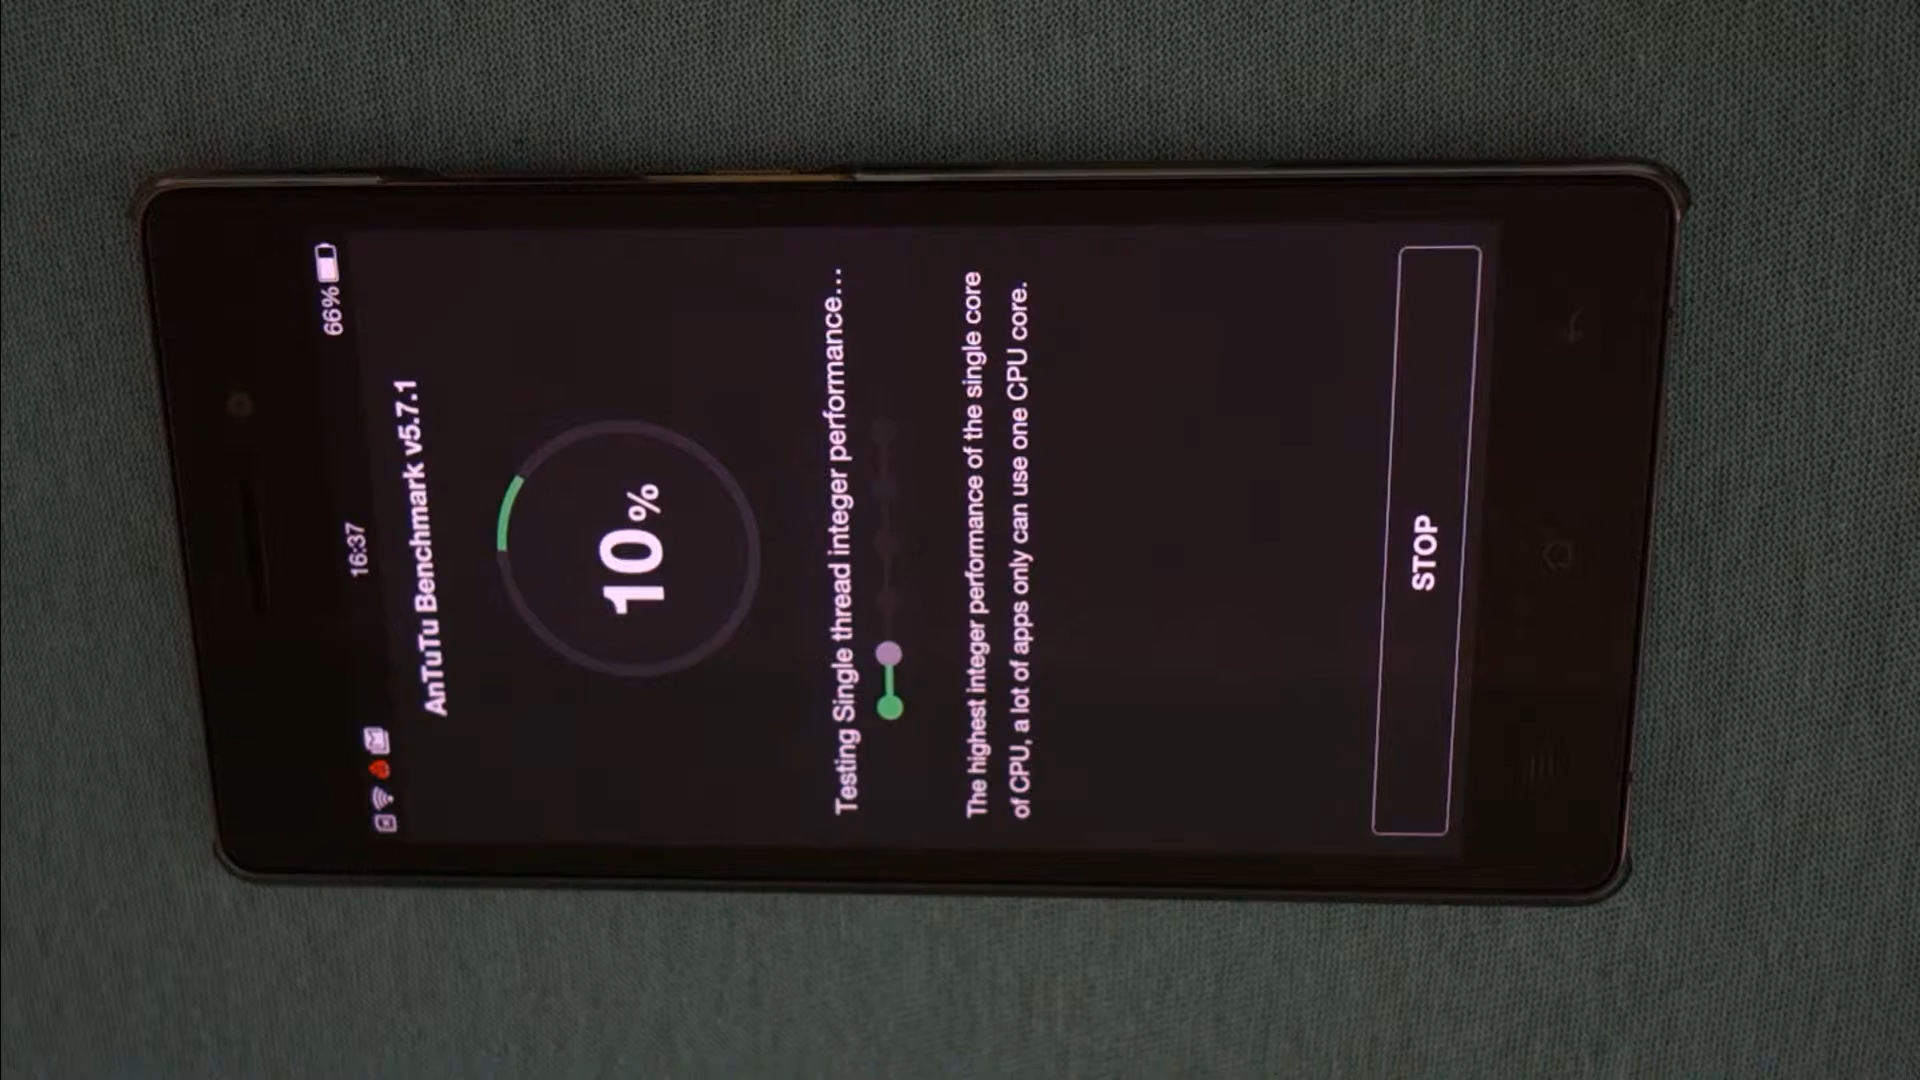 16:37
66%
AnTuTu Benchmark v5.7.1
10%
Testing Single thread integer performance...
The highest integer performance of the single core
of CPU, a lot of apps only can use one CPU core.
STOP